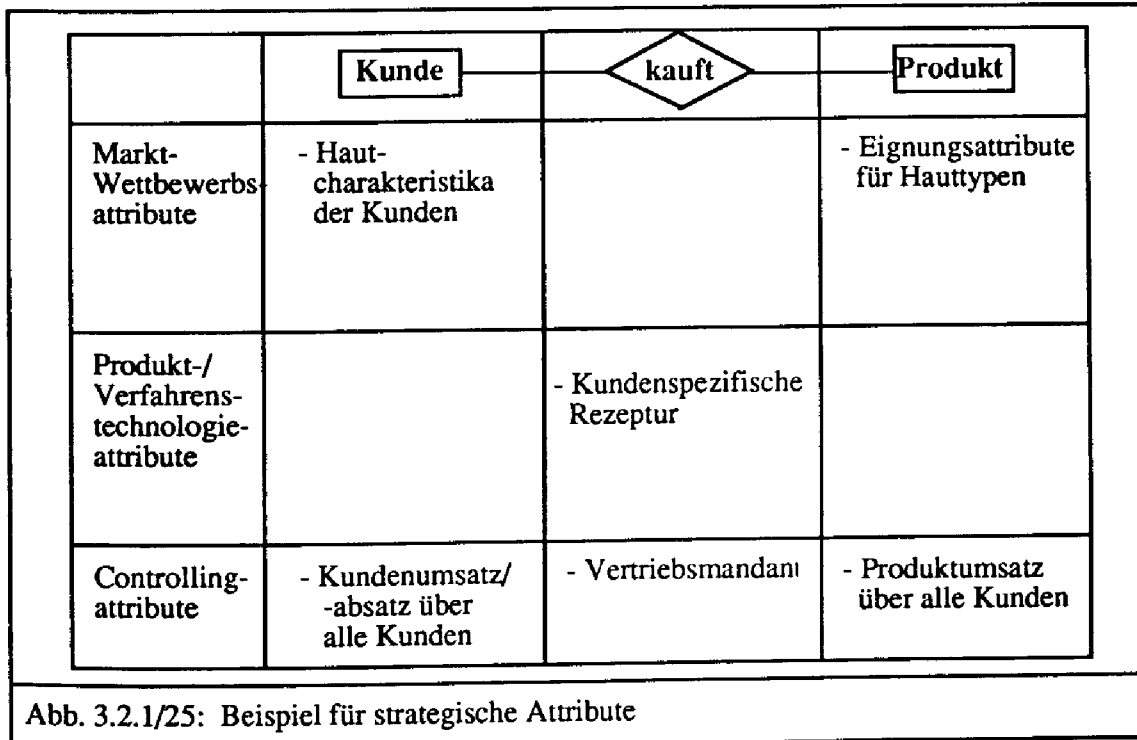 Kunde kauft Produkt
Markt-
Wettbewerbs-
attribute
- Haut-
charakteristika
der Kunden
- Eignungsattribute
für Hauttypen
Produkt-/
Verfahrens-
technologie-
attribute
- Kundenspezifische
Rezeptur
Controlling-
attribute
- Kundenumsatz/
-absatz über
alle Kunden
- Vertriebsmandant
- Produktumsatz
über alle Kunden
Abb. 3.2.1/25: Beispiel für strategische Attribute